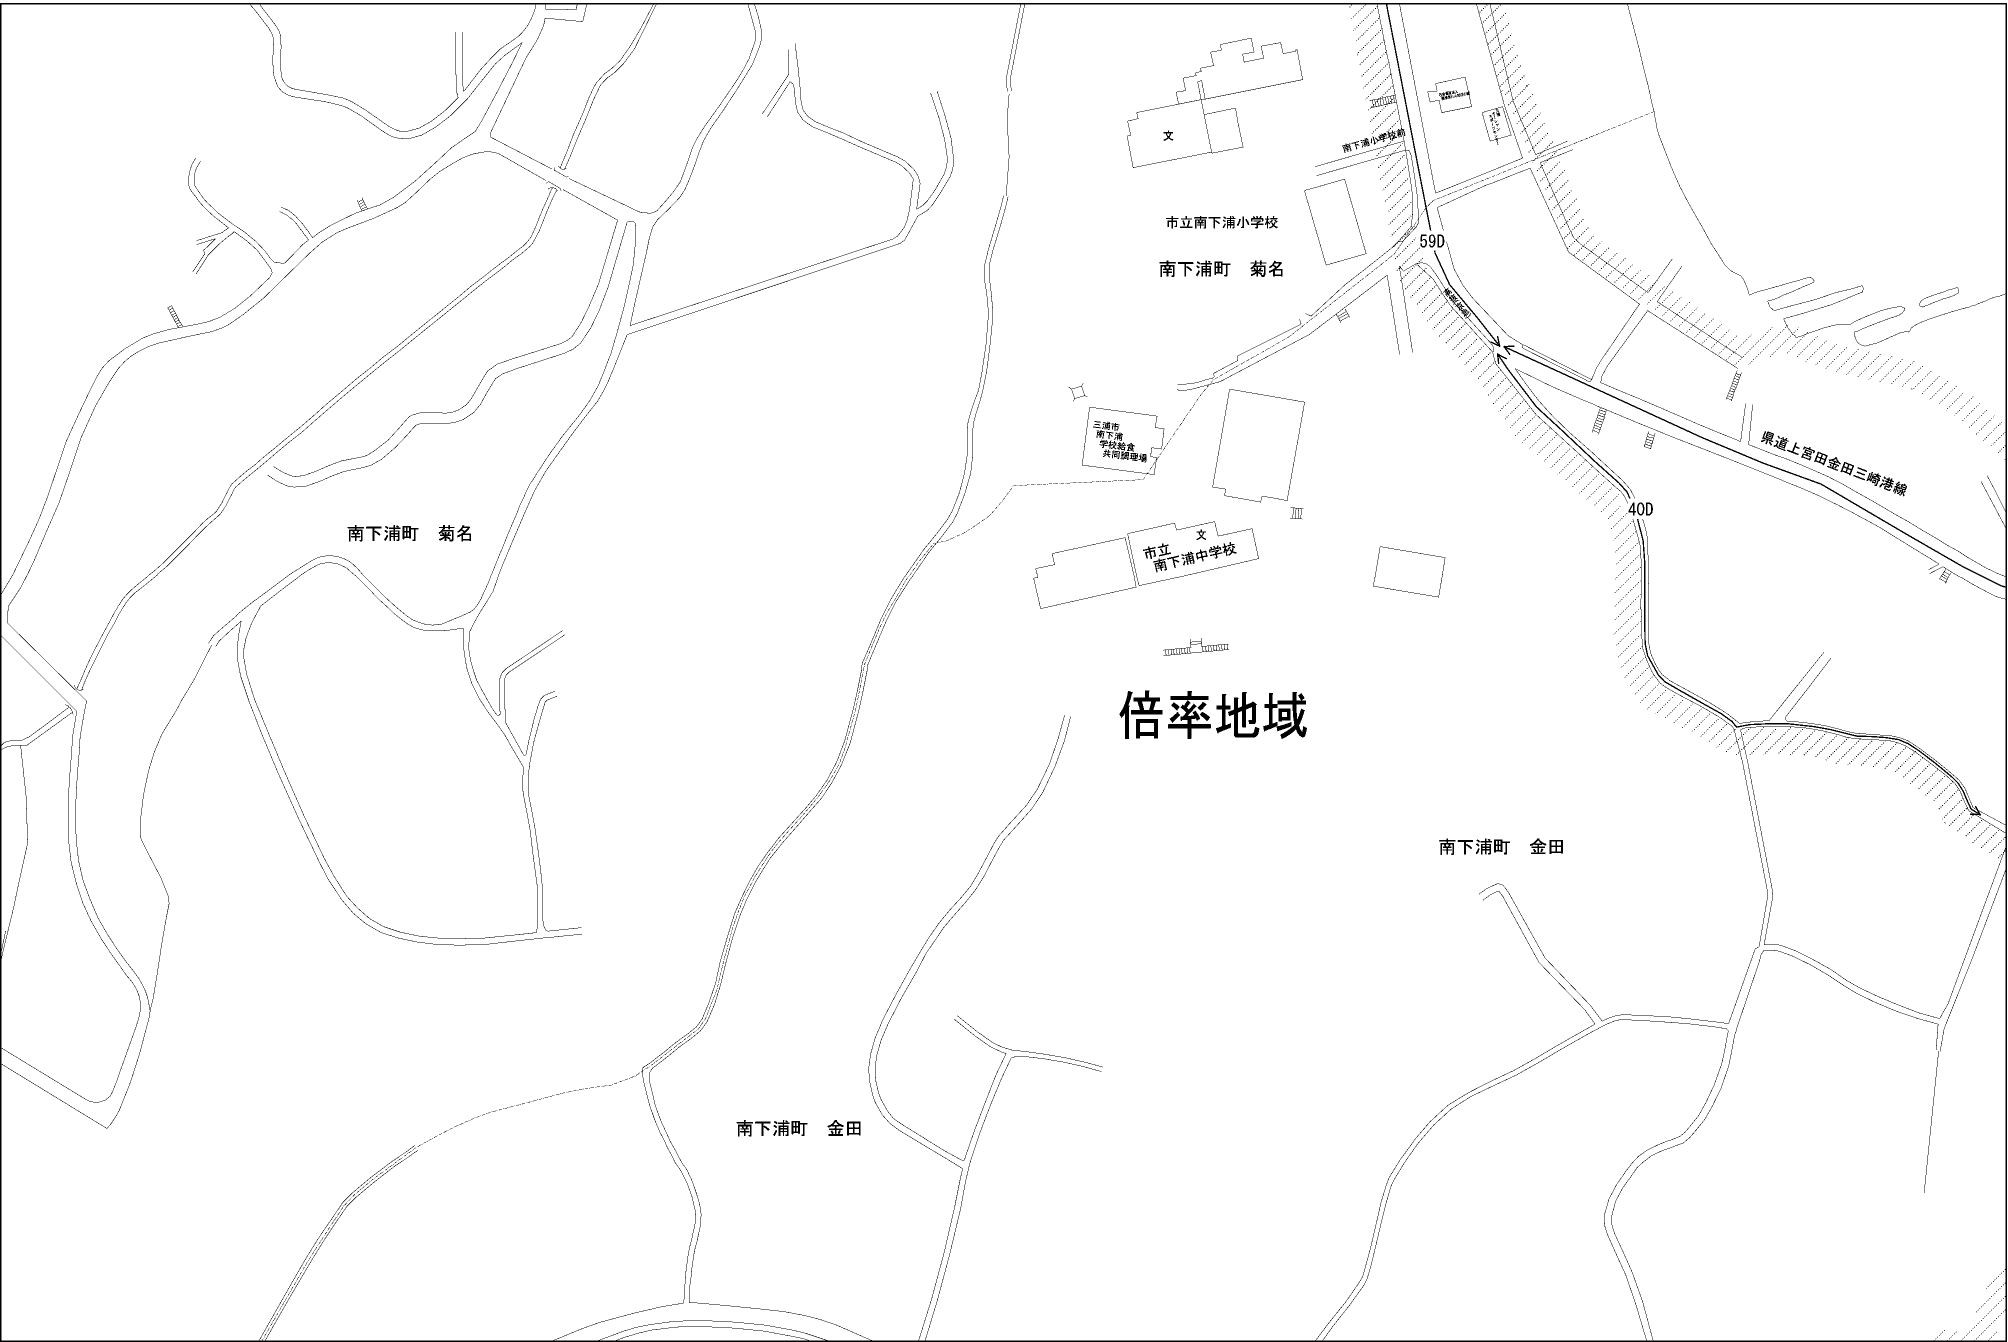 文
南下浦小学校前
市立南下浦小学校
59D
南下浦町　菊名
三浦市
南下浦
学校給食
共同調理場
県道上宮田金田三崎港線
40D
南下浦町　菊名
文
市立
南下浦中学校
倍率地域
南下浦町　金田
南下浦町　金田